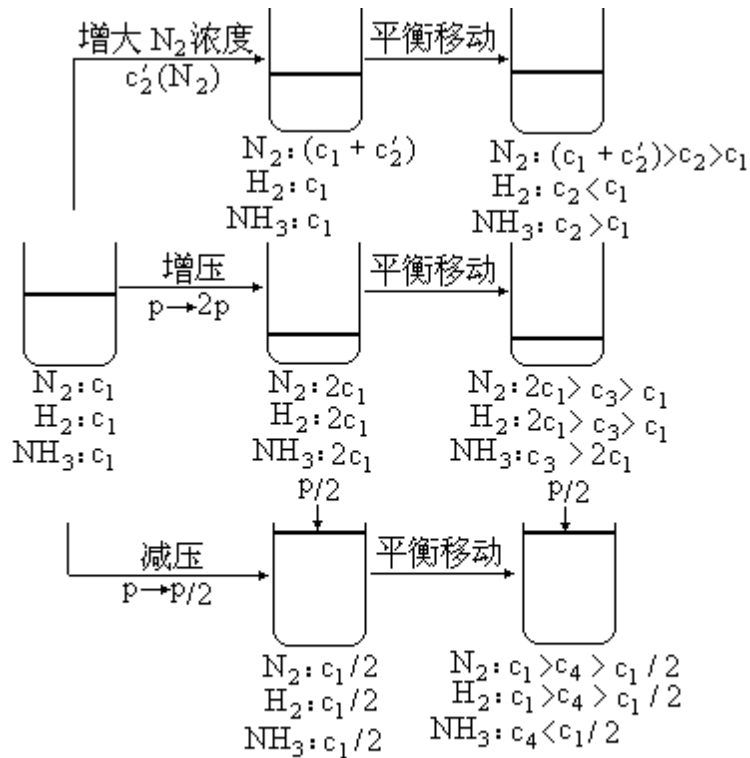 增大 N₂ 浓度
c₂′(N₂)
平衡移动
N₂:(c₁ + c₂′)
H₂:c₁
NH₃:c₁
N₂:(c₁ + c₂′)>c₂>c₁
H₂:c₂<c₁
NH₃:c₂>c₁
增压
p→2p
平衡移动
N₂:c₁
H₂:c₁
NH₃:c₁
N₂:2c₁
H₂:2c₁
NH₃:2c₁
N₂:2c₁> c₃> c₁
H₂:2c₁> c₃> c₁
NH₃:c₃ > 2c₁
p/2
p/2
减压
p→p/2
平衡移动
N₂:c₁/2
H₂:c₁/2
NH₃:c₁/2
N₂:c₁>c₄ > c₁ / 2
H₂:c₁>c₄ > c₁ / 2
NH₃:c₄<c₁/2